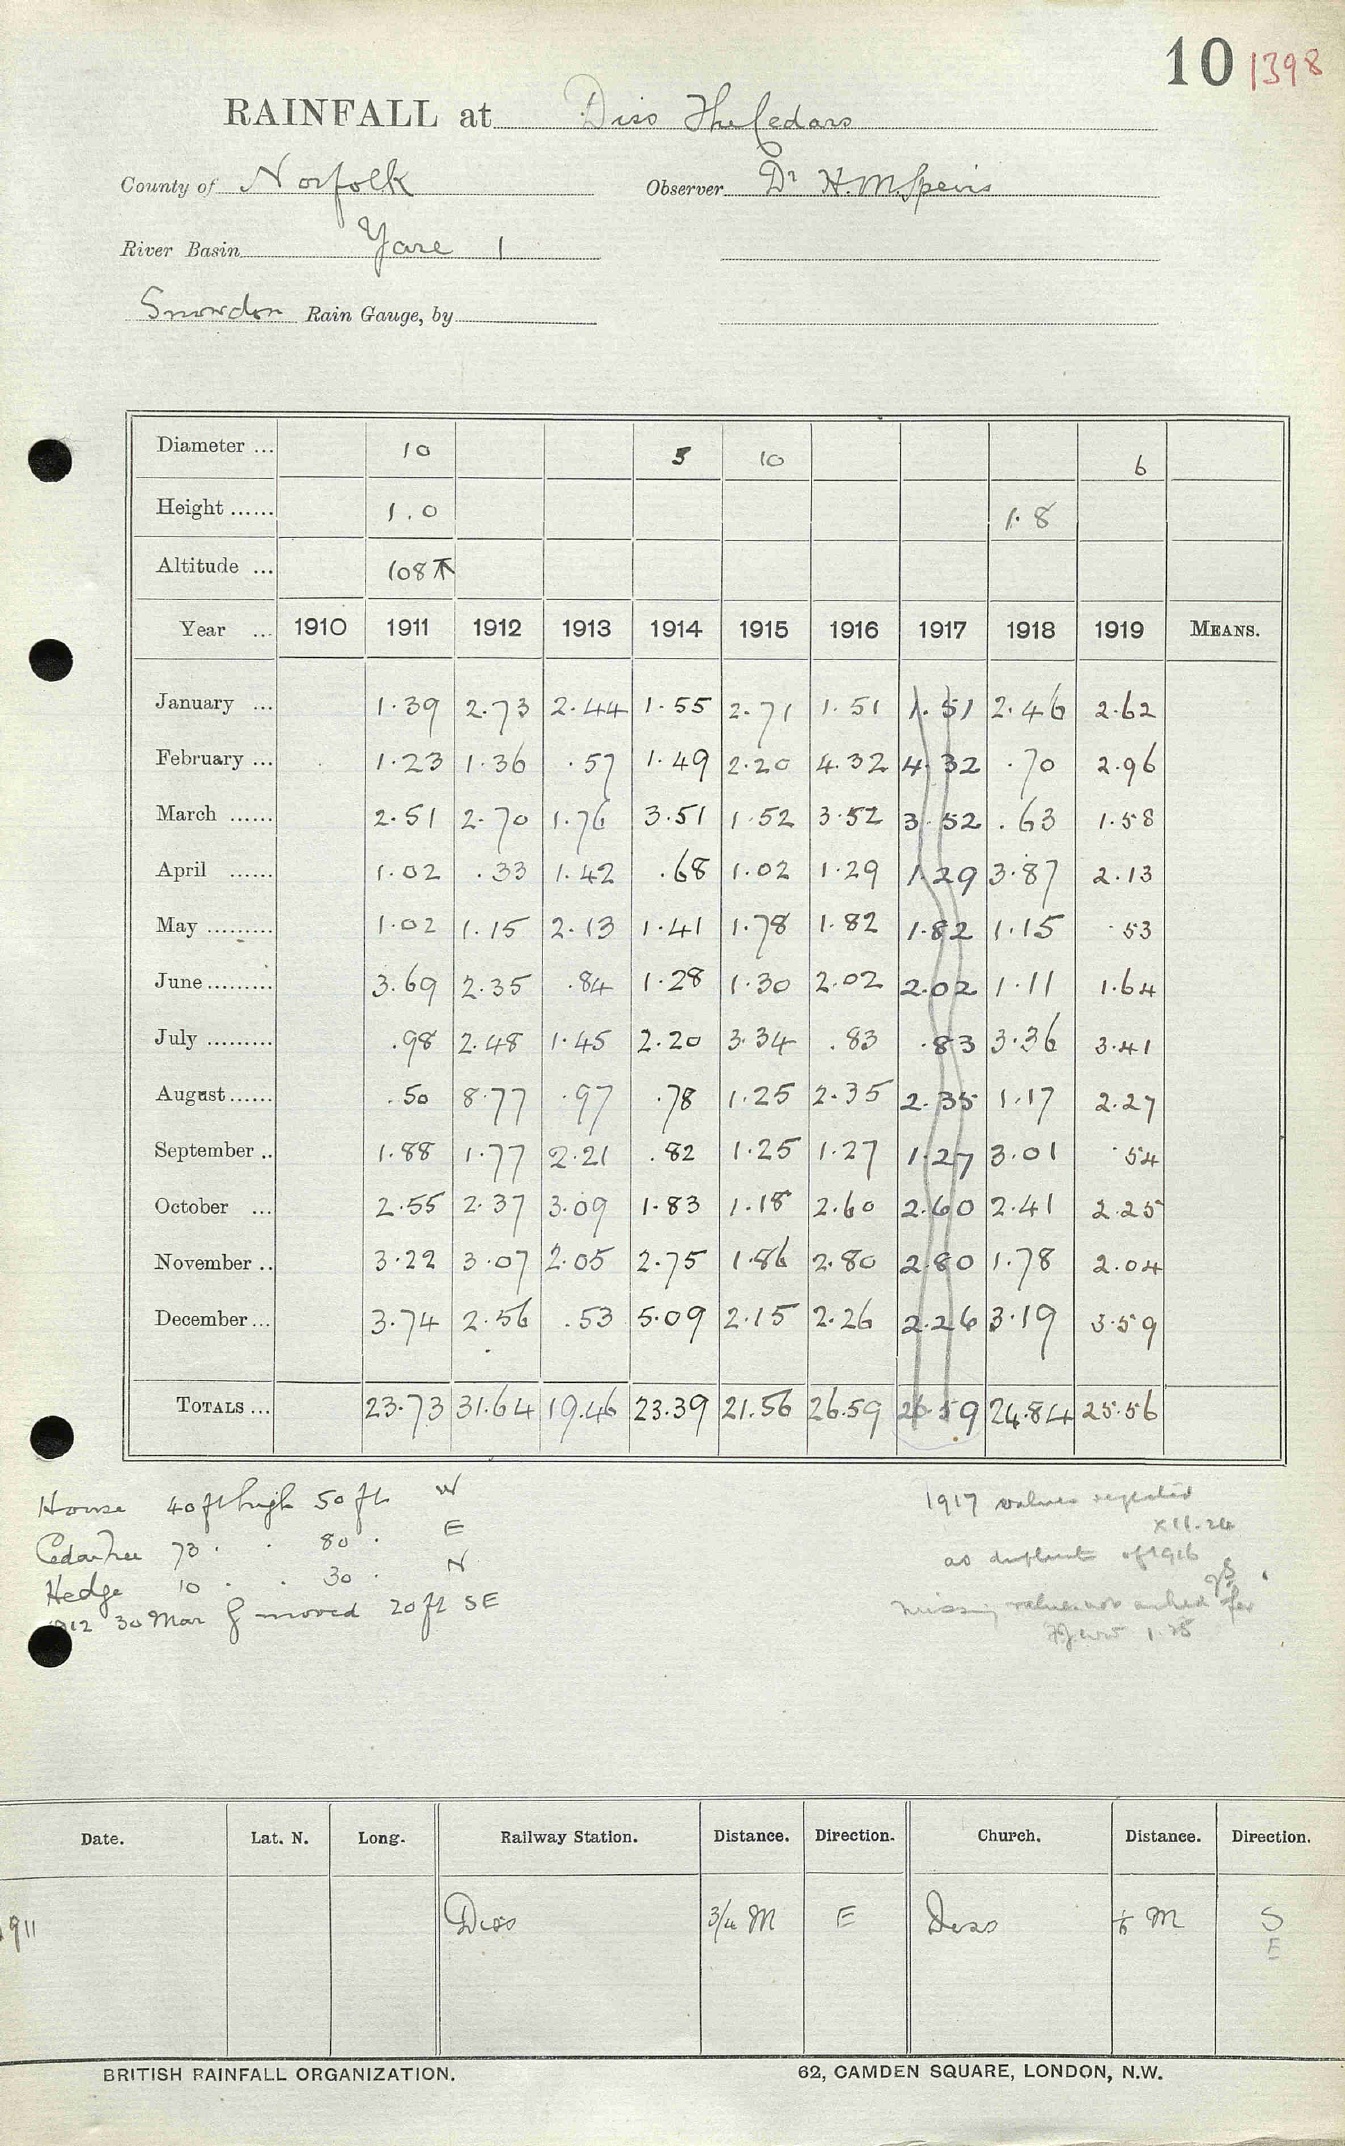 10 1398
RAINFALL at Diss The Cedars
County of Norfolk Observer Dr H. M. Speirs
River Basin Yare 1
Snowdon Rain Gauge, by
Diameter ... 10 5 10 6
Height ...... 1.0 1.8
Altitude ... 108
Year ... 1910 1911 1912 1913 1914 1915 1916 1917 1918 1919 MEANS.
January ... 1.39 2.73 2.44 1.55 2.71 1.51 1.51 2.46 2.62
February ... 1.23 1.36 .57 1.49 2.20 4.32 4.32 .70 2.96
March ...... 2.51 2.70 1.76 3.51 1.52 3.52 3.52 .63 1.58
April ...... 1.02 .33 1.42 .68 1.02 1.29 1.29 3.87 2.13
May ......... 1.02 1.15 2.13 1.41 1.78 1.82 1.82 1.15 .53
June ......... 3.69 2.35 .84 1.28 1.30 2.02 2.02 1.11 1.64
July ......... .98 2.48 1.45 2.20 3.34 .83 .83 3.36 3.41
August ...... .50 8.77 .97 .78 1.25 2.35 2.35 1.17 2.27
September .. 1.88 1.77 2.21 .82 1.25 1.27 1.27 3.01 .54
October ... 2.55 2.37 3.09 1.83 1.18 2.60 2.60 2.41 2.25
November .. 3.22 3.07 2.05 2.75 1.86 2.80 2.80 1.78 2.04
December ... 3.74 2.56 .53 5.09 2.15 2.26 2.26 3.19 3.59
TOTALS ... 23.73 31.64 19.46 23.39 21.56 26.59 26.59 24.84 25.56
House 40 ft high 50 ft W
Cedar Tree 73 . . 80 . E
Hedge 10 . . 30 . N
1912 30 Mar G moved 20 ft SE
1917 values rejected
XII.24
as duplicate of 1916
missing values not asked for
1.25
Date. Lat. N. Long. Railway Station. Distance. Direction. Church. Distance. Direction.
1911 Diss 3/4 M E Diss M S
E
BRITISH RAINFALL ORGANIZATION. 62, CAMDEN SQUARE, LONDON, N.W.